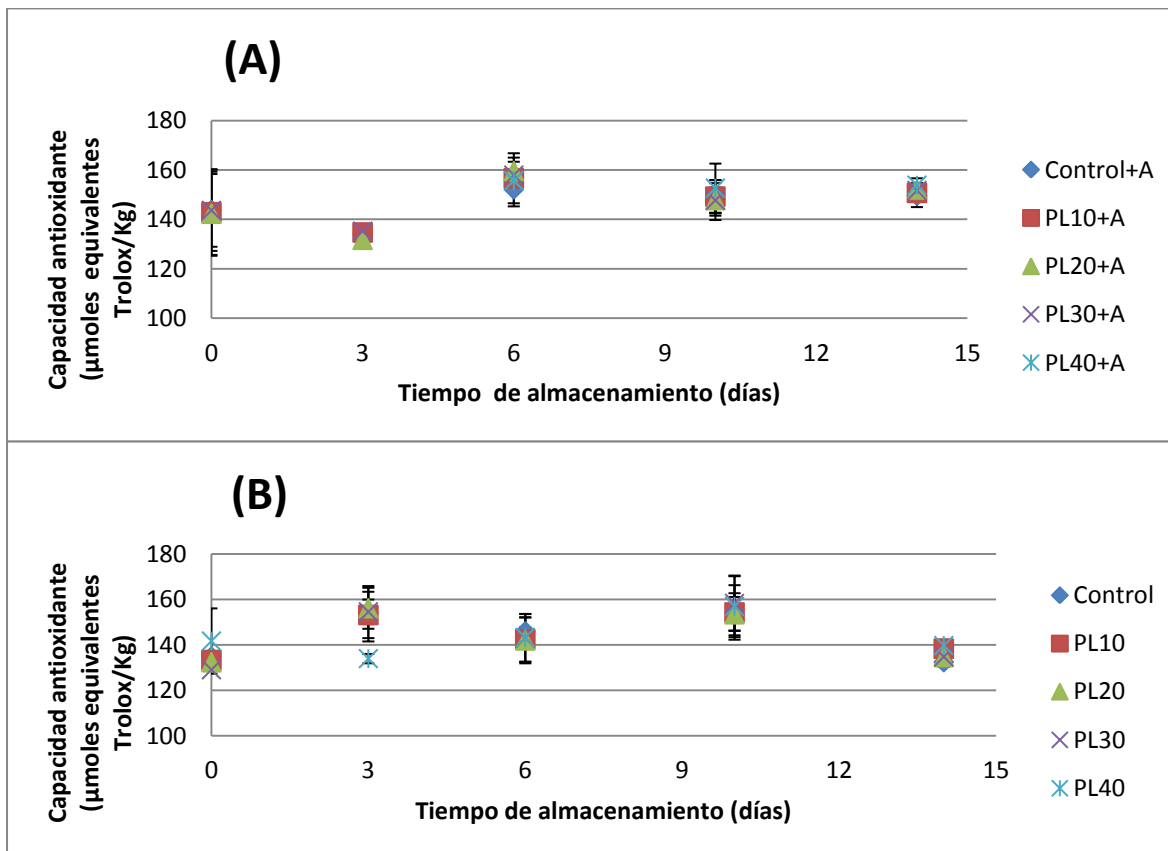 (A)
Capacidad antioxidante
(µmoles equivalentes
Trolox/Kg)
180
160
140
120
100
0 3 6 9 12 15
Tiempo de almacenamiento (días)
Control+A
PL10+A
PL20+A
PL30+A
PL40+A
(B)
Capacidad antioxidante
(µmoles equivalentes
Trolox/Kg)
180
160
140
120
100
0 3 6 9 12 15
Tiempo de almacenamiento (días)
Control
PL10
PL20
PL30
PL40